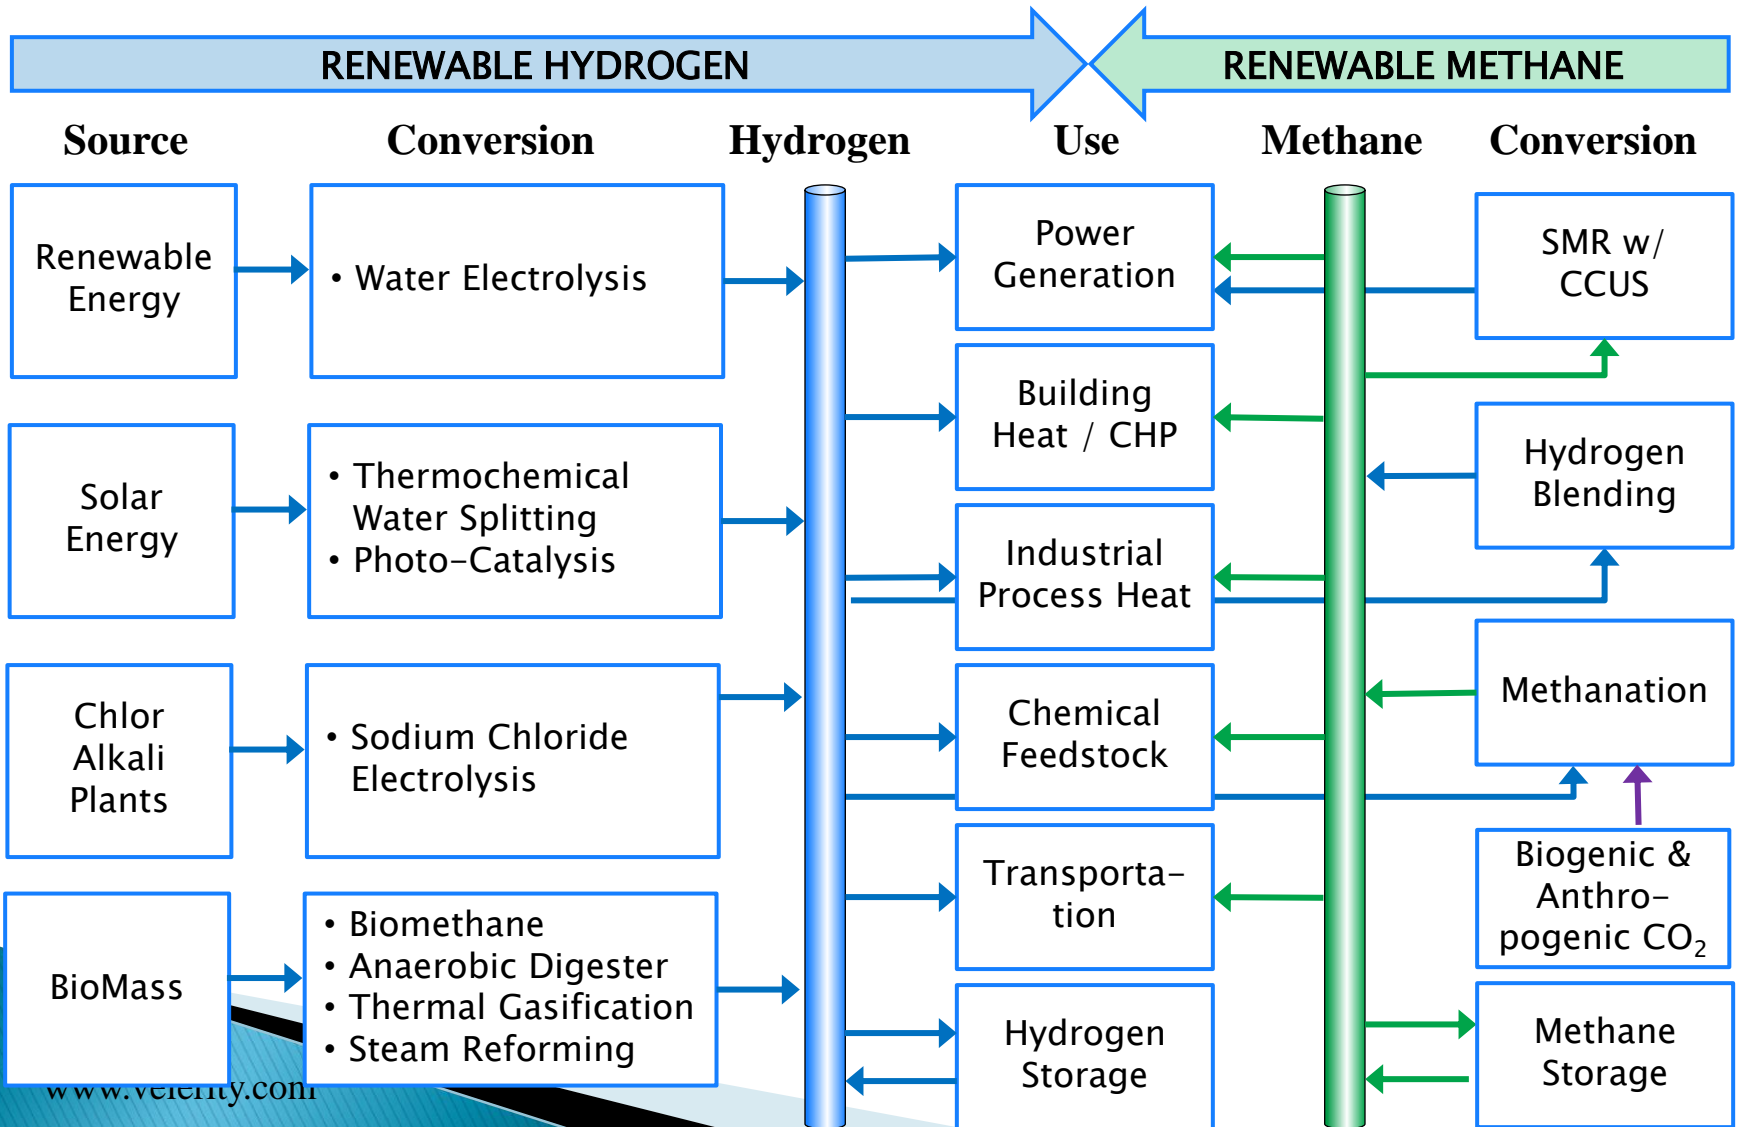 RENEWABLE HYDROGEN
RENEWABLE METHANE
Source
Conversion
Hydrogen
Use
Methane
Conversion
Renewable
Energy
• Water Electrolysis
Power
Generation
SMR w/
CCUS
Building
Heat / CHP
Hydrogen
Blending
Solar
Energy
• Thermochemical
Water Splitting
• Photo-Catalysis
Industrial
Process Heat
Methanation
Chlor
Alkali
Plants
• Sodium Chloride
Electrolysis
Chemical
Feedstock
Biogenic &
Anthro-
pogenic CO₂
Transporta-
tion
BioMass
• Biomethane
• Anaerobic Digester
• Thermal Gasification
• Steam Reforming
Hydrogen
Storage
Methane
Storage
www.velerity.com